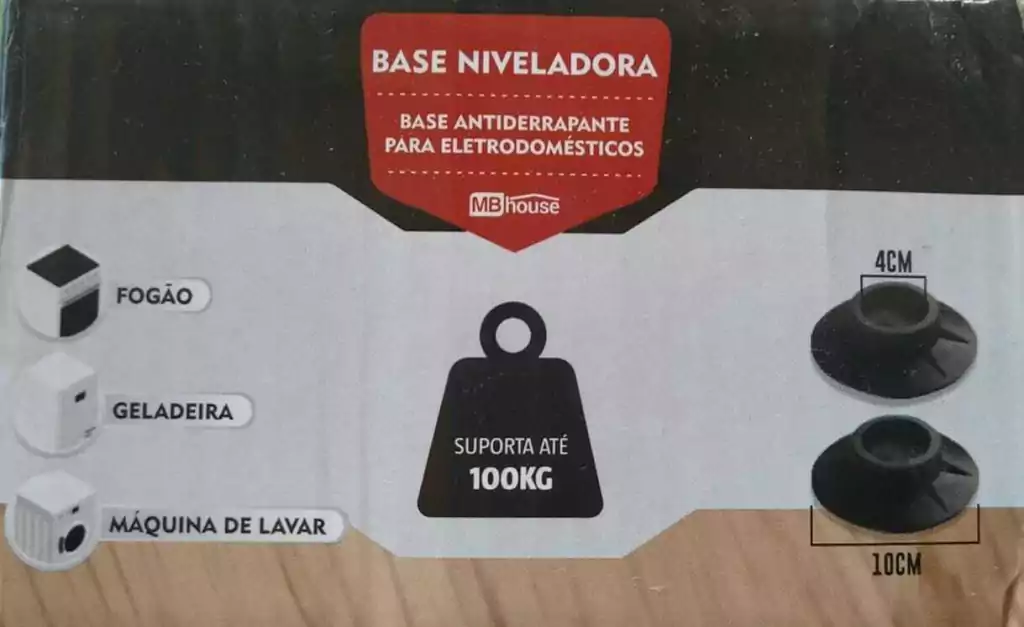 BASE NIVELADORA
BASE ANTIDERRAPANTE
PARA ELETRODOMÉSTICOS
MB house
FOGÃO
GELADEIRA
MÁQUINA DE LAVAR
SUPORTA ATÉ
100KG
4CM
10CM